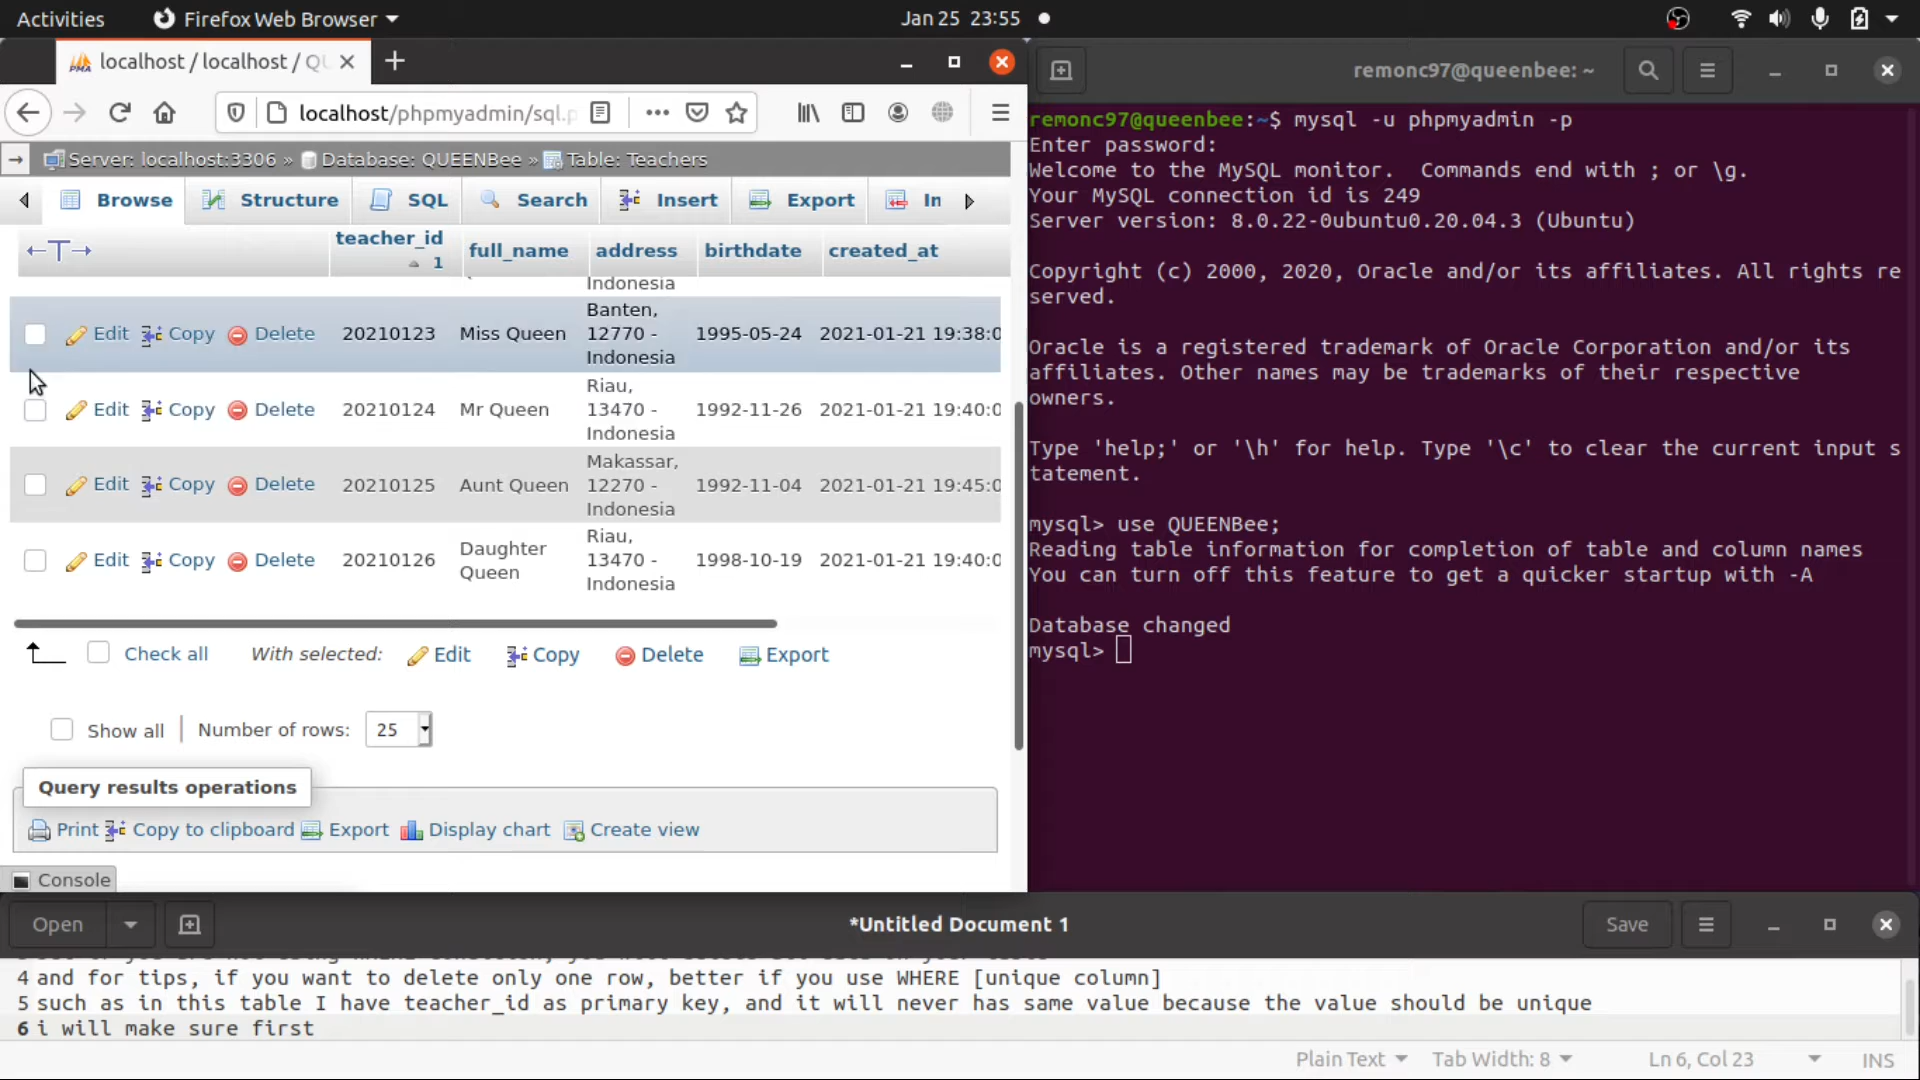 Activities Firefox Web Browser Jan 25 23:55
localhost / localhost / QU
localhost/phpmyadmin/sql.p
Server: localhost:3306 » Database: QUEENBee » Table: Teachers
Browse Structure SQL Search Insert Export In
teacher_id 1 full_name address birthdate created_at
Indonesia
Edit Copy Delete 20210123 Miss Queen Banten, 12770 - Indonesia 1995-05-24 2021-01-21 19:38:0
Edit Copy Delete 20210124 Mr Queen Riau, 13470 - Indonesia 1992-11-26 2021-01-21 19:40:0
Edit Copy Delete 20210125 Aunt Queen Makassar, 12270 - Indonesia 1992-11-04 2021-01-21 19:45:0
Edit Copy Delete 20210126 Daughter Queen Riau, 13470 - Indonesia 1998-10-19 2021-01-21 19:40:0
Check all With selected: Edit Copy Delete Export
Show all Number of rows: 25
Query results operations
Print Copy to clipboard Export Display chart Create view
Console
remonc97@queenbee: ~
remonc97@queenbee:~$ mysql -u phpmyadmin -p
Enter password:
Welcome to the MySQL monitor.  Commands end with ; or \g.
Your MySQL connection id is 249
Server version: 8.0.22-0ubuntu0.20.04.3 (Ubuntu)
Copyright (c) 2000, 2020, Oracle and/or its affiliates. All rights re
served.
Oracle is a registered trademark of Oracle Corporation and/or its
affiliates. Other names may be trademarks of their respective
owners.
Type 'help;' or '\h' for help. Type '\c' to clear the current input s
tatement.
mysql> use QUEENBee;
Reading table information for completion of table and column names
You can turn off this feature to get a quicker startup with -A
Database changed
mysql>
Open *Untitled Document 1 Save
4 and for tips, if you want to delete only one row, better if you use WHERE [unique column]
5 such as in this table I have teacher_id as primary key, and it will never has same value because the value should be unique
6 i will make sure first
Plain Text Tab Width: 8 Ln 6, Col 23 INS